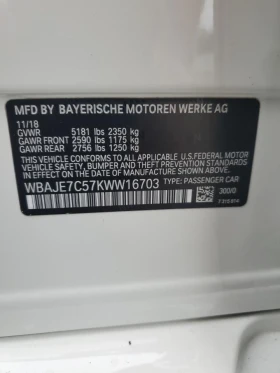 MFD BY BAYERISCHE MOTOREN WERKE AG
11/18
GVWR 5181 lbs 2350 kg
GAWR FRONT 2590 lbs 1175 kg
GAWR REAR 2756 lbs 1250 kg
THIS VEHICLE CONFORMS TO ALL APPLICABLE U.S. FEDERAL MOTOR
VEHICLE SAFETY, BUMPER, AND THEFT PREVENTION STANDARDS
IN EFFECT ON THE DATE OF MANUFACTURE SHOWN ABOVE.
WBAJE7C57KWW16703 TYPE: PASSENGER CAR
300/0